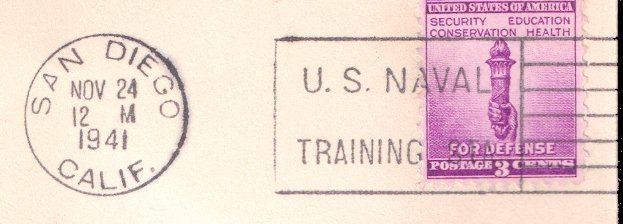 SAN DIEGO
NOV 24
12 M
1941
CALIF.
U. S. NAVAL
TRAINING
UNITED STATES OF AMERICA
SECURITY EDUCATION
CONSERVATION HEALTH
FOR DEFENSE
POSTAGE 3 CENTS